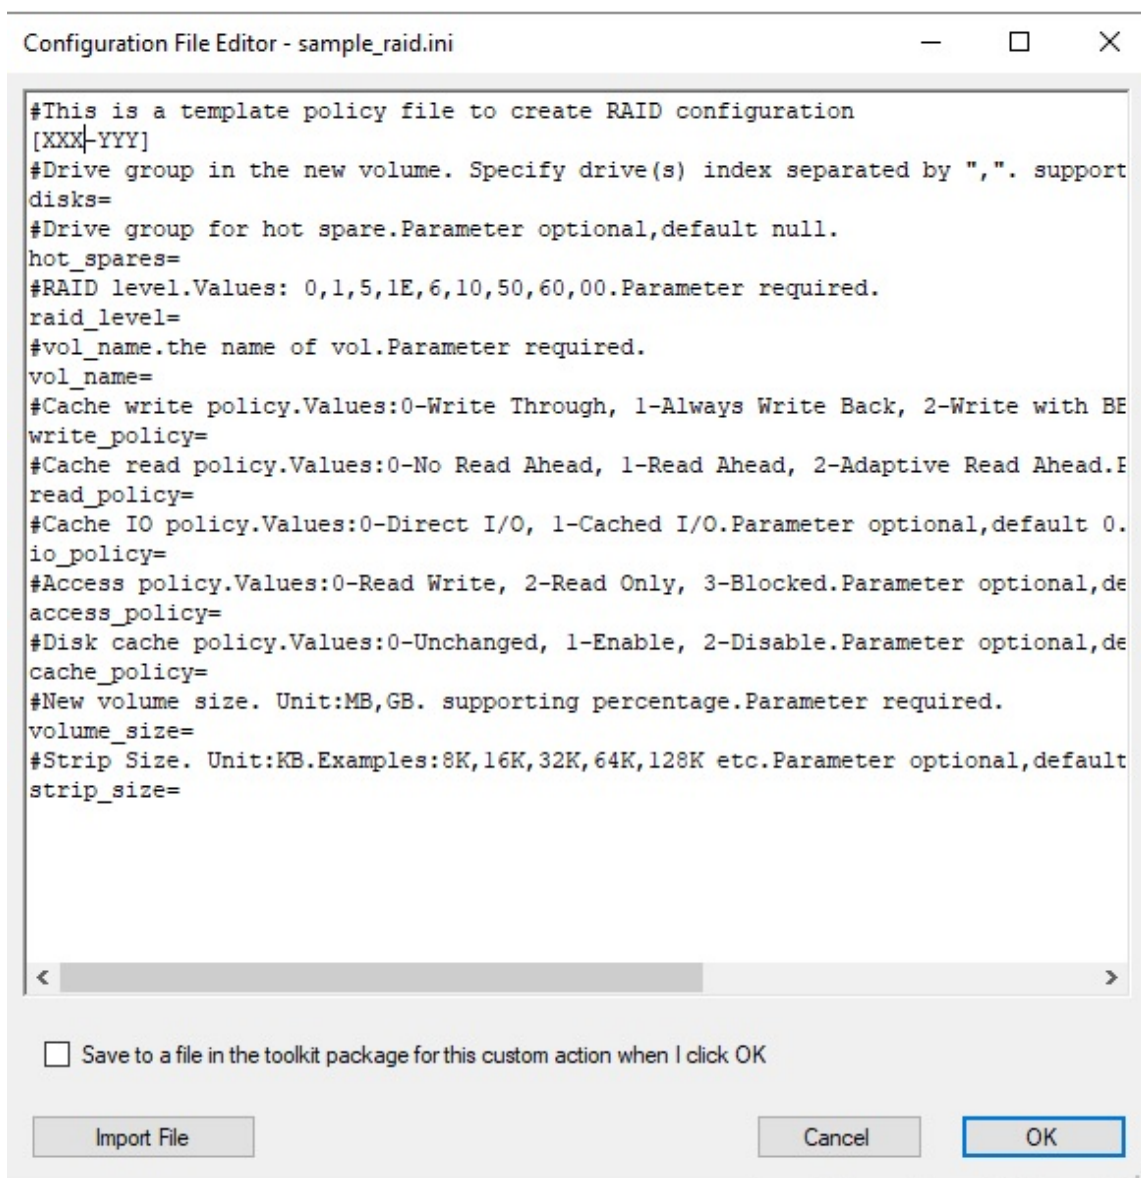 Configuration File Editor - sample_raid.ini
#This is a template policy file to create RAID configuration
[XXX-YYY]
#Drive group in the new volume. Specify drive(s) index separated by ",". support
disks=
#Drive group for hot spare.Parameter optional,default null.
hot_spares=
#RAID level.Values: 0,1,5,1E,6,10,50,60,00.Parameter required.
raid_level=
#vol_name.the name of vol.Parameter required.
vol_name=
#Cache write policy.Values:0-Write Through, 1-Always Write Back, 2-Write with BB
write_policy=
#Cache read policy.Values:0-No Read Ahead, 1-Read Ahead, 2-Adaptive Read Ahead.
read_policy=
#Cache IO policy.Values:0-Direct I/O, 1-Cached I/O.Parameter optional,default 0.
io_policy=
#Access policy.Values:0-Read Write, 2-Read Only, 3-Blocked.Parameter optional,de
access_policy=
#Disk cache policy.Values:0-Unchanged, 1-Enable, 2-Disable.Parameter optional,de
cache_policy=
#New volume size. Unit:MB,GB. supporting percentage.Parameter required.
volume_size=
#Strip Size. Unit:KB.Examples:8K,16K,32K,64K,128K etc.Parameter optional,default
strip_size=
Save to a file in the toolkit package for this custom action when I click OK
Import File
Cancel
OK